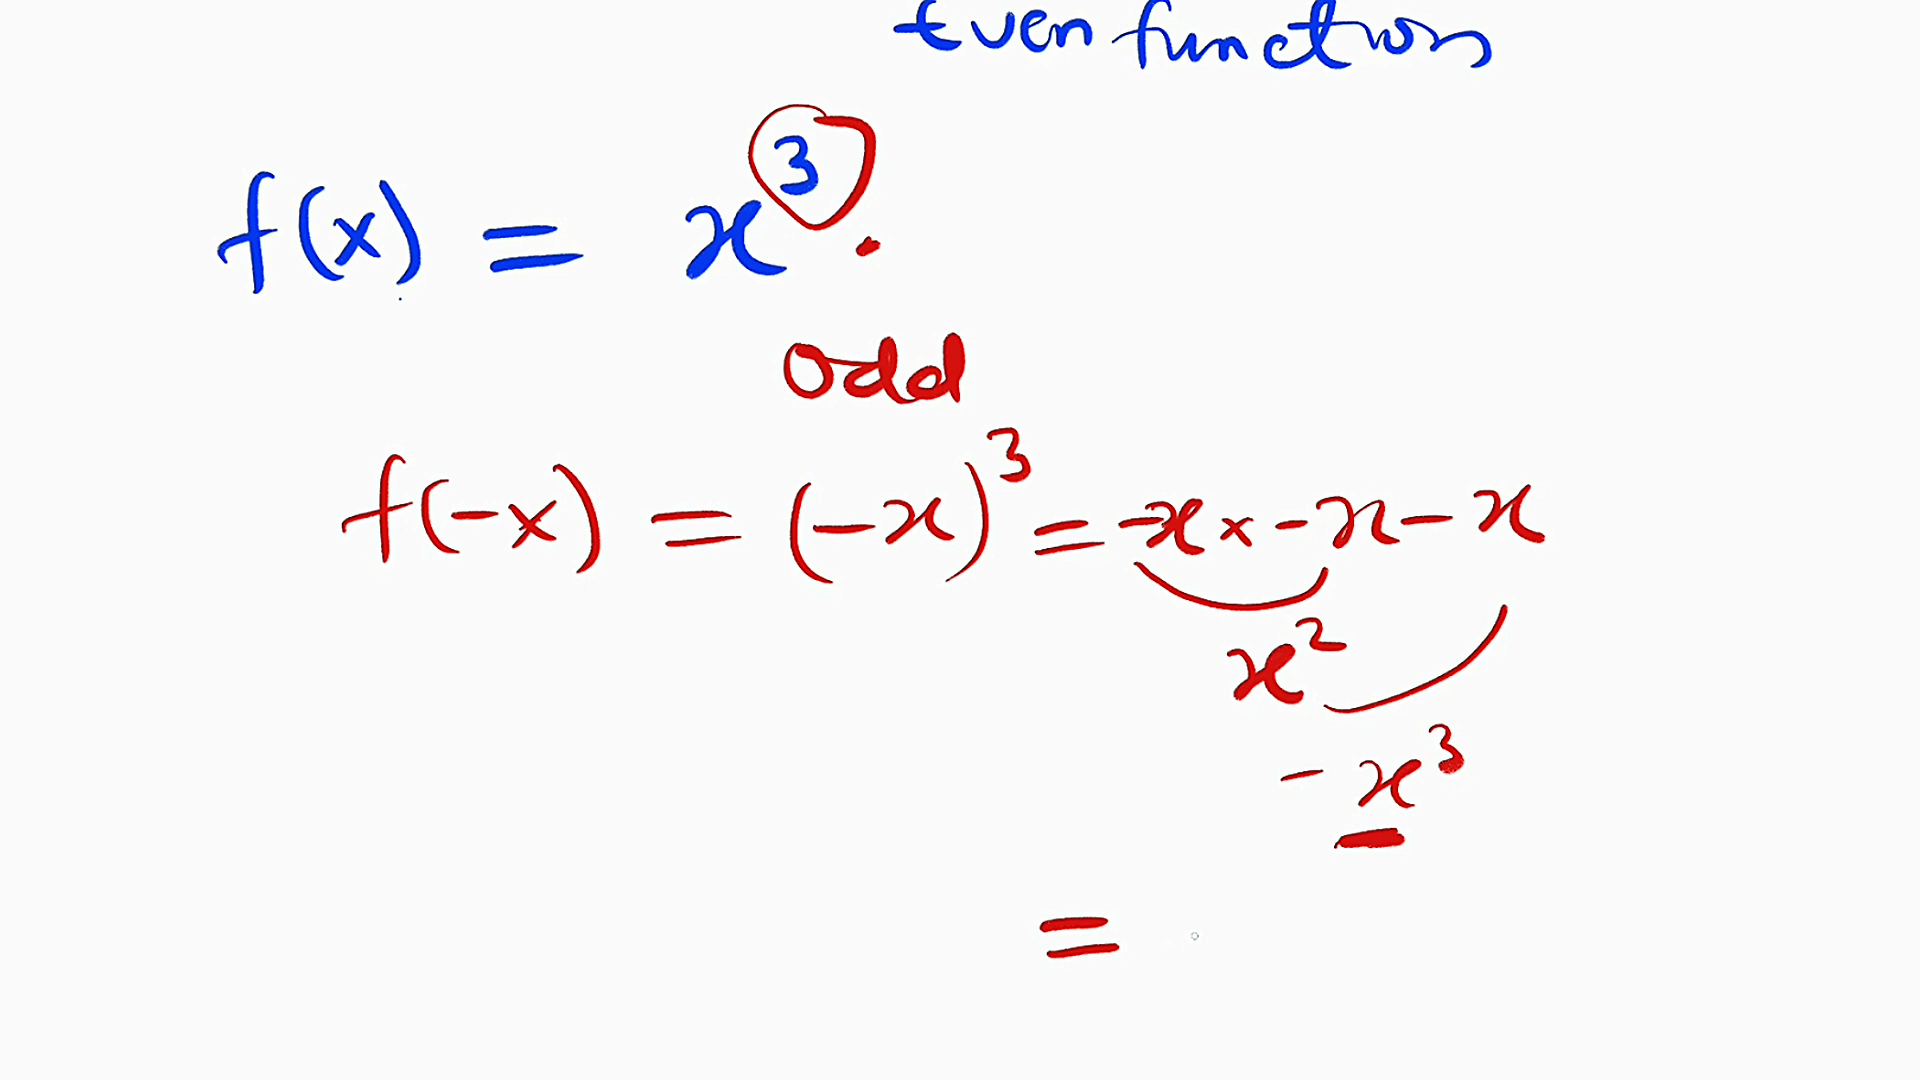 Even function
f(x) = x³.
odd
f(-x) = (-x)³ = -x × -x - x
x²
- x³
=